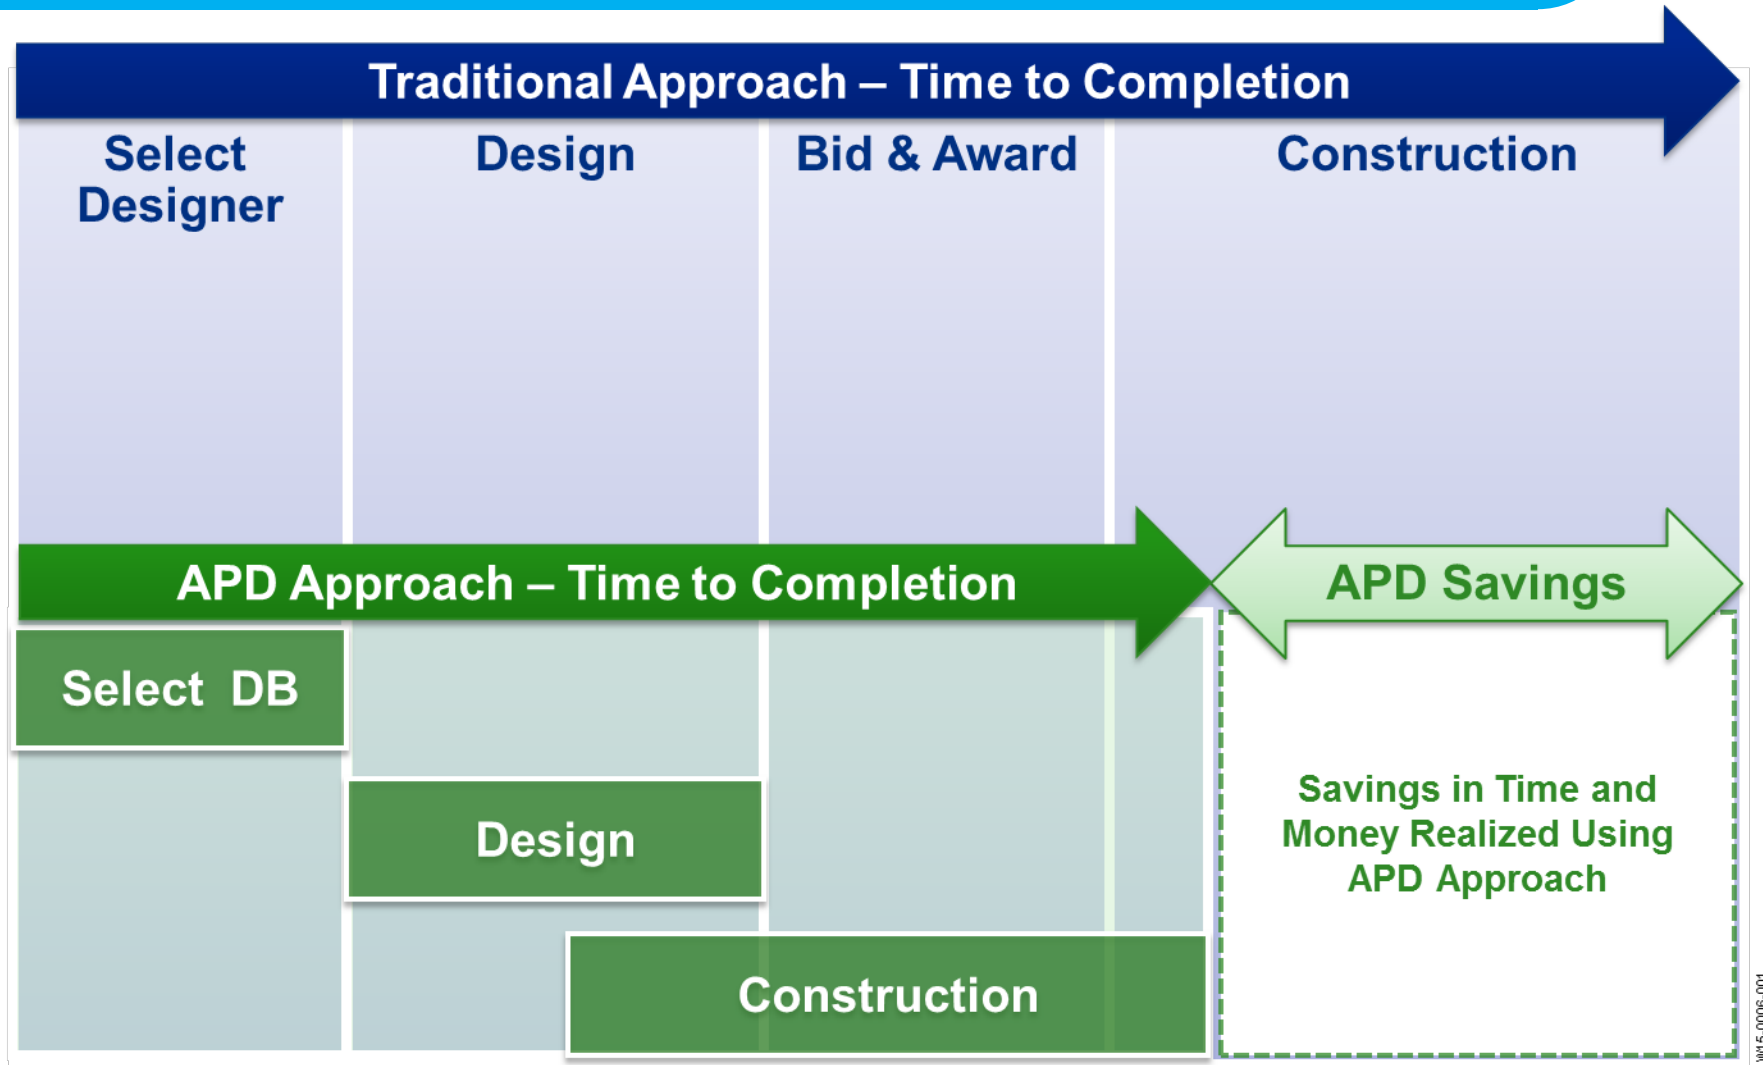 Traditional Approach – Time to Completion
Select
Designer
Design
Bid & Award
Construction
APD Approach – Time to Completion
APD Savings
Select DB
Design
Construction
Savings in Time and
Money Realized Using
APD Approach